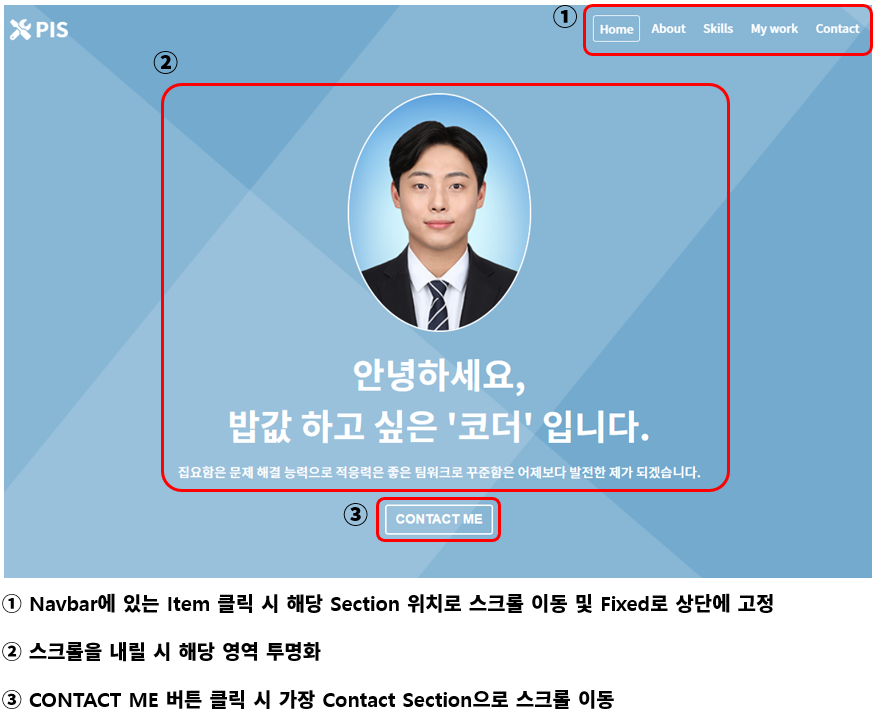 ①
PIS
Home About Skills My work Contact
②
안녕하세요,
밥값 하고 싶은 '코더' 입니다.
집요함은 문제 해결 능력으로 적응력은 좋은 팀워크로 꾸준함은 어제보다 발전한 제가 되겠습니다.
③
CONTACT ME
① Navbar에 있는 Item 클릭 시 해당 Section 위치로 스크롤 이동 및 Fixed로 상단에 고정
② 스크롤을 내릴 시 해당 영역 투명화
③ CONTACT ME 버튼 클릭 시 가장 Contact Section으로 스크롤 이동